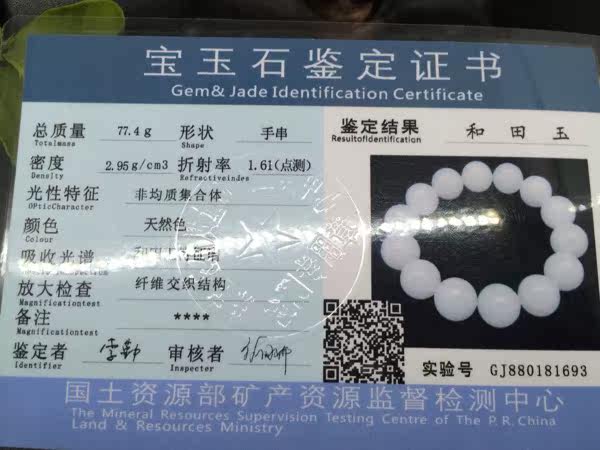 宝玉石鉴定证书
Gem& Jade Identification Certificate
总质量 77.4g 形状 手串
Totalmass Shape
密度 2.95g/cm3 折射率 1.61(点测)
Density Refractiveindex
光性特征 非均质集合体
OPticCharacter
颜色 天然色
Colour
吸收光谱
放大检查 纤维交织结构
Magnificationtest
备注 ****
Magnificationtest
鉴定者 审核者
Identifier Inspecter
鉴定结果 和田玉
ResultofIdentification
实验号 GJ880181693
国土资源部矿产资源监督检测中心
The Mineral Resources Supervision Testing Centre of The P.R.China
Land & Resources Ministry